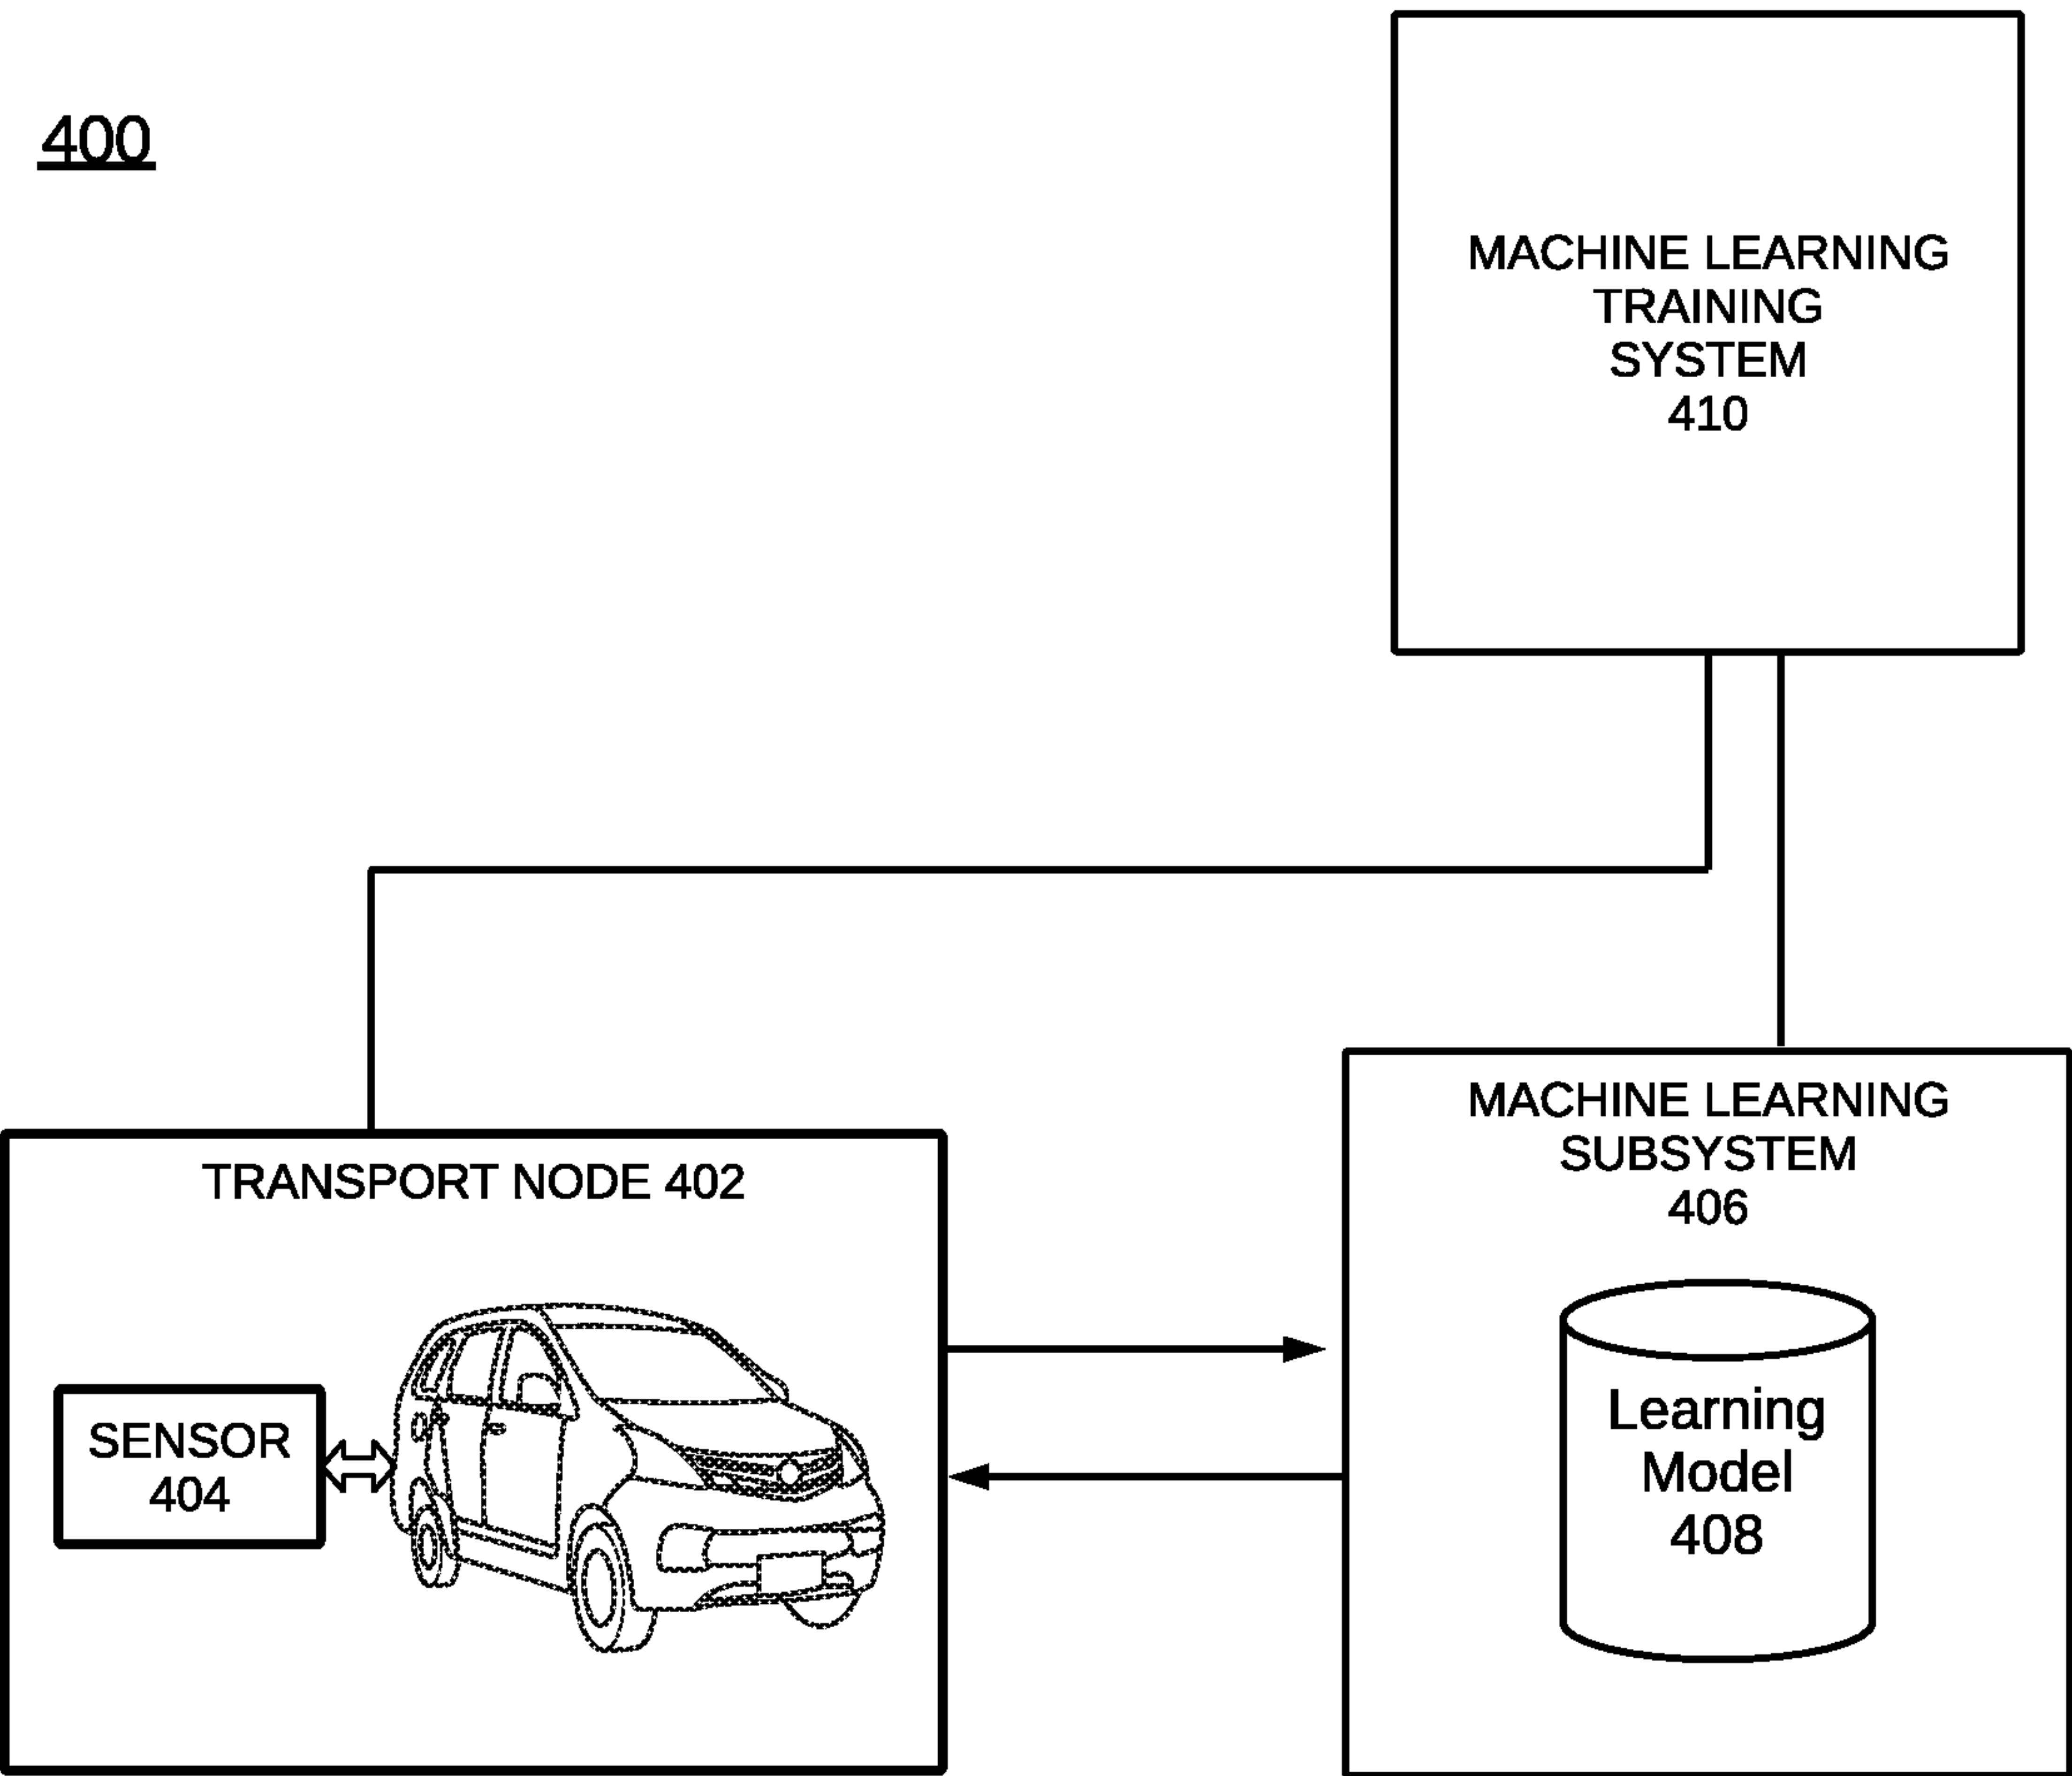 400
MACHINE LEARNING
TRAINING
SYSTEM
410
TRANSPORT NODE 402
SENSOR
404
MACHINE LEARNING
SUBSYSTEM
406
Learning
Model
408